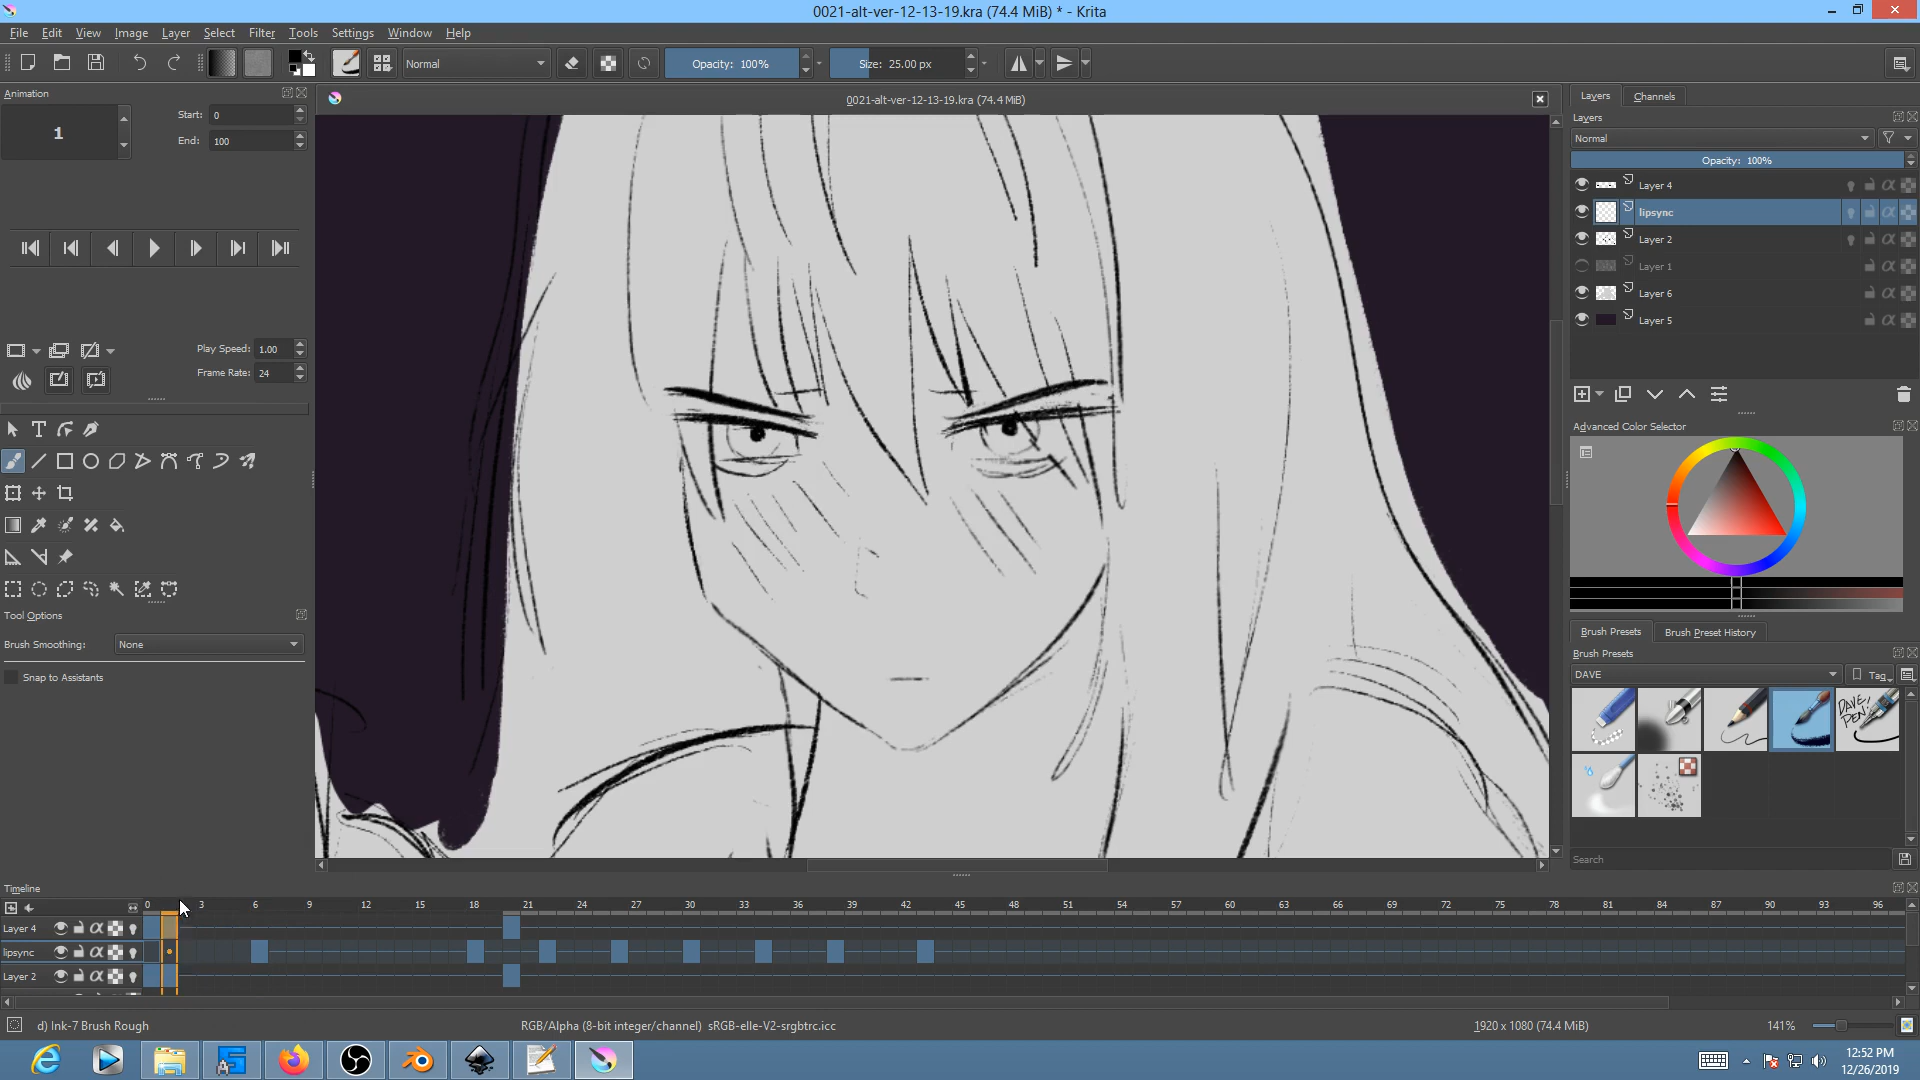 0021-alt-ver-12-13-19.kra (74.4 MiB) * - Krita
File Edit View Image Layer Select Filter Tools Settings Window Help
Normal Opacity: 100% Size: 25.00 px
Animation
1
Start: 0
End: 100
Play Speed: 1.00
Frame Rate: 24
Tool Options
Brush Smoothing: None
Snap to Assistants
0021-alt-ver-12-13-19.kra (74.4 MiB)
Layers Channels
Layers
Normal
Opacity: 100%
Layer 4
lipsync
Layer 2
Layer 1
Layer 6
Layer 5
Advanced Color Selector
Brush Presets Brush Preset History
Brush Presets
DAVE Tag
DAVE! PEN!
Search
Timeline
0 3 6 9 12 15 18 21 24 27 30 33 36 39 42 45 48 51 54 57 60 63 66 69 72 75 78 81 84 87 90 93 96
Layer 4
lipsync
Layer 2
d) Ink-7 Brush Rough RGB/Alpha (8-bit integer/channel) sRGB-elle-V2-srgbtrc.icc 1920 x 1080 (74.4 MiB) 141%
12:52 PM
12/26/2019